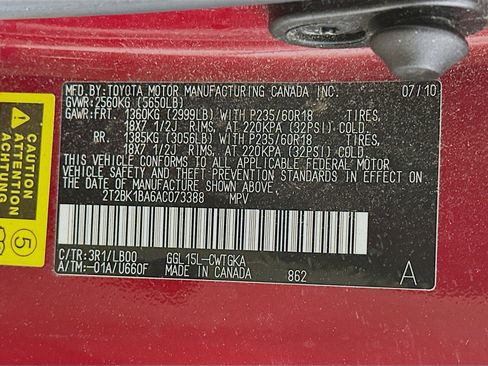 MFD.BY:TOYOTA MOTOR MANUFACTURING CANADA INC. 07/10
GVWR:2560KG (5650LB)
GAWR:FRT. 1360KG (2999LB) WITH P235/60R18 TIRES,
18X7 1/2J RIMS, AT 220KPA (32PSI) COLD.
RR. 1385KG (3056LB) WITH P235/60R18 TIRES,
18X7 1/2J RIMS, AT 220KPA (32PSI) COLD.
THIS VEHICLE CONFORMS TO ALL APPLICABLE FEDERAL MOTOR
VEHICLE SAFETY AND THEFT PREVENTION STANDARDS IN EFFECT
ON THE DATE OF MANUFACTURE SHOWN ABOVE.
2T2BK1BA6AC073388 MPV
C/TR:3R1/LB00 GGL15L-CWTGKA
A/TM:-01A/U660F MADE IN CANADA 862 A
CAUTION
ATTENTION
ACHTUNG
5